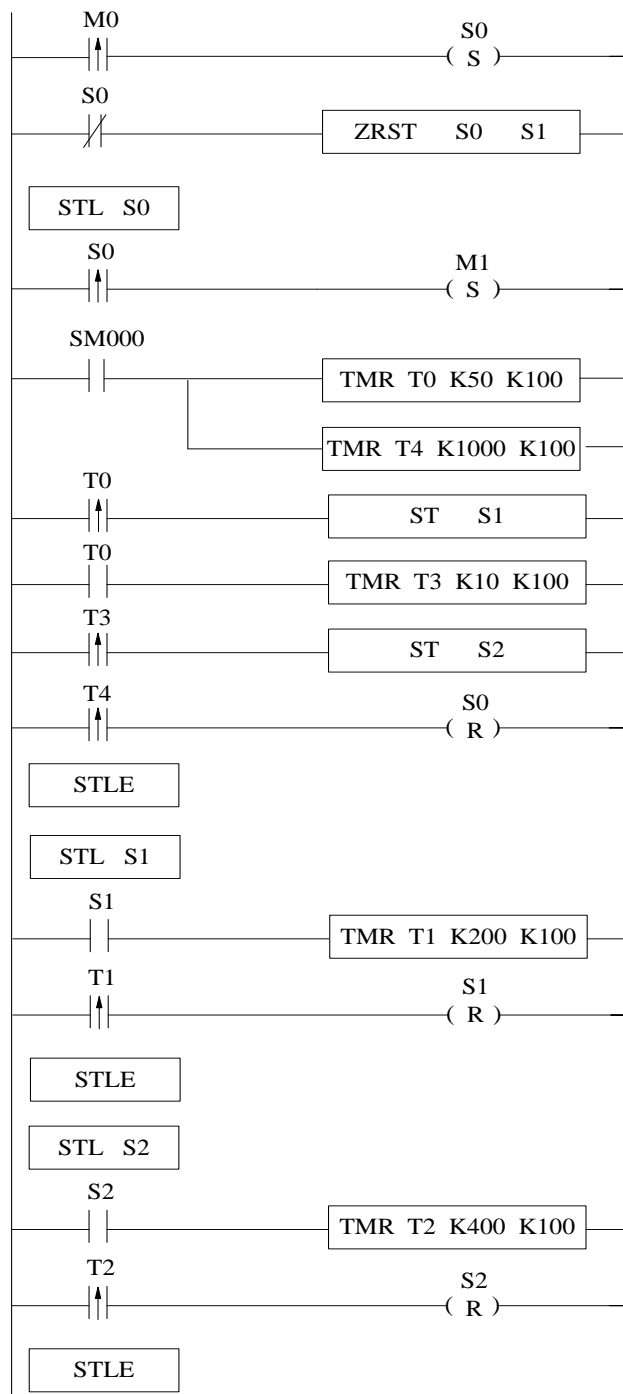 M0 S0
( S )
S0
ZRST S0 S1
STL S0
S0 M1
( S )
SM000
TMR T0 K50 K100
TMR T4 K1000 K100
T0
ST S1
T0
TMR T3 K10 K100
T3
ST S2
T4 S0
( R )
STLE
STL S1
S1
TMR T1 K200 K100
T1 S1
( R )
STLE
STL S2
S2
TMR T2 K400 K100
T2 S2
( R )
STLE